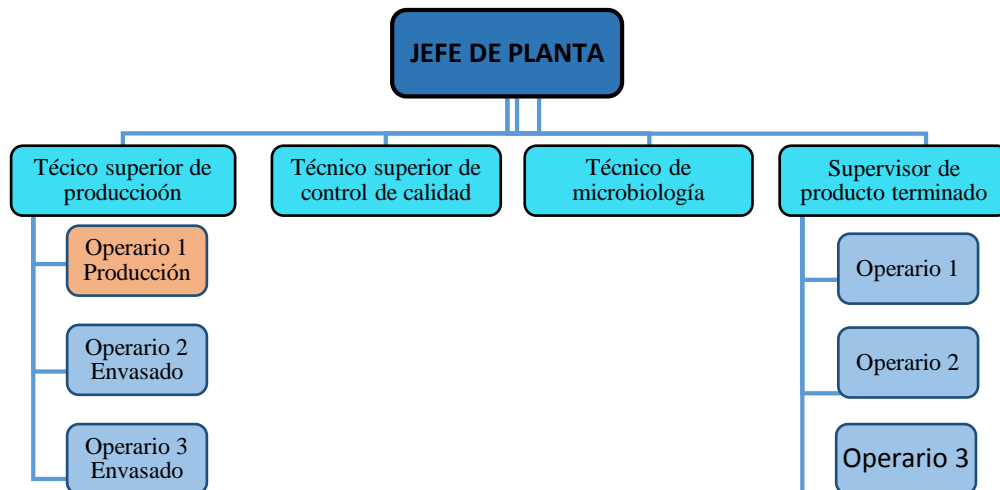 JEFE DE PLANTA
Técico superior de
produccioón
Técnico superior de
control de calidad
Técnico de
microbiología
Supervisor de
producto terminado
Operario 1
Producción
Operario 2
Envasado
Operario 3
Envasado
Operario 1
Operario 2
Operario 3